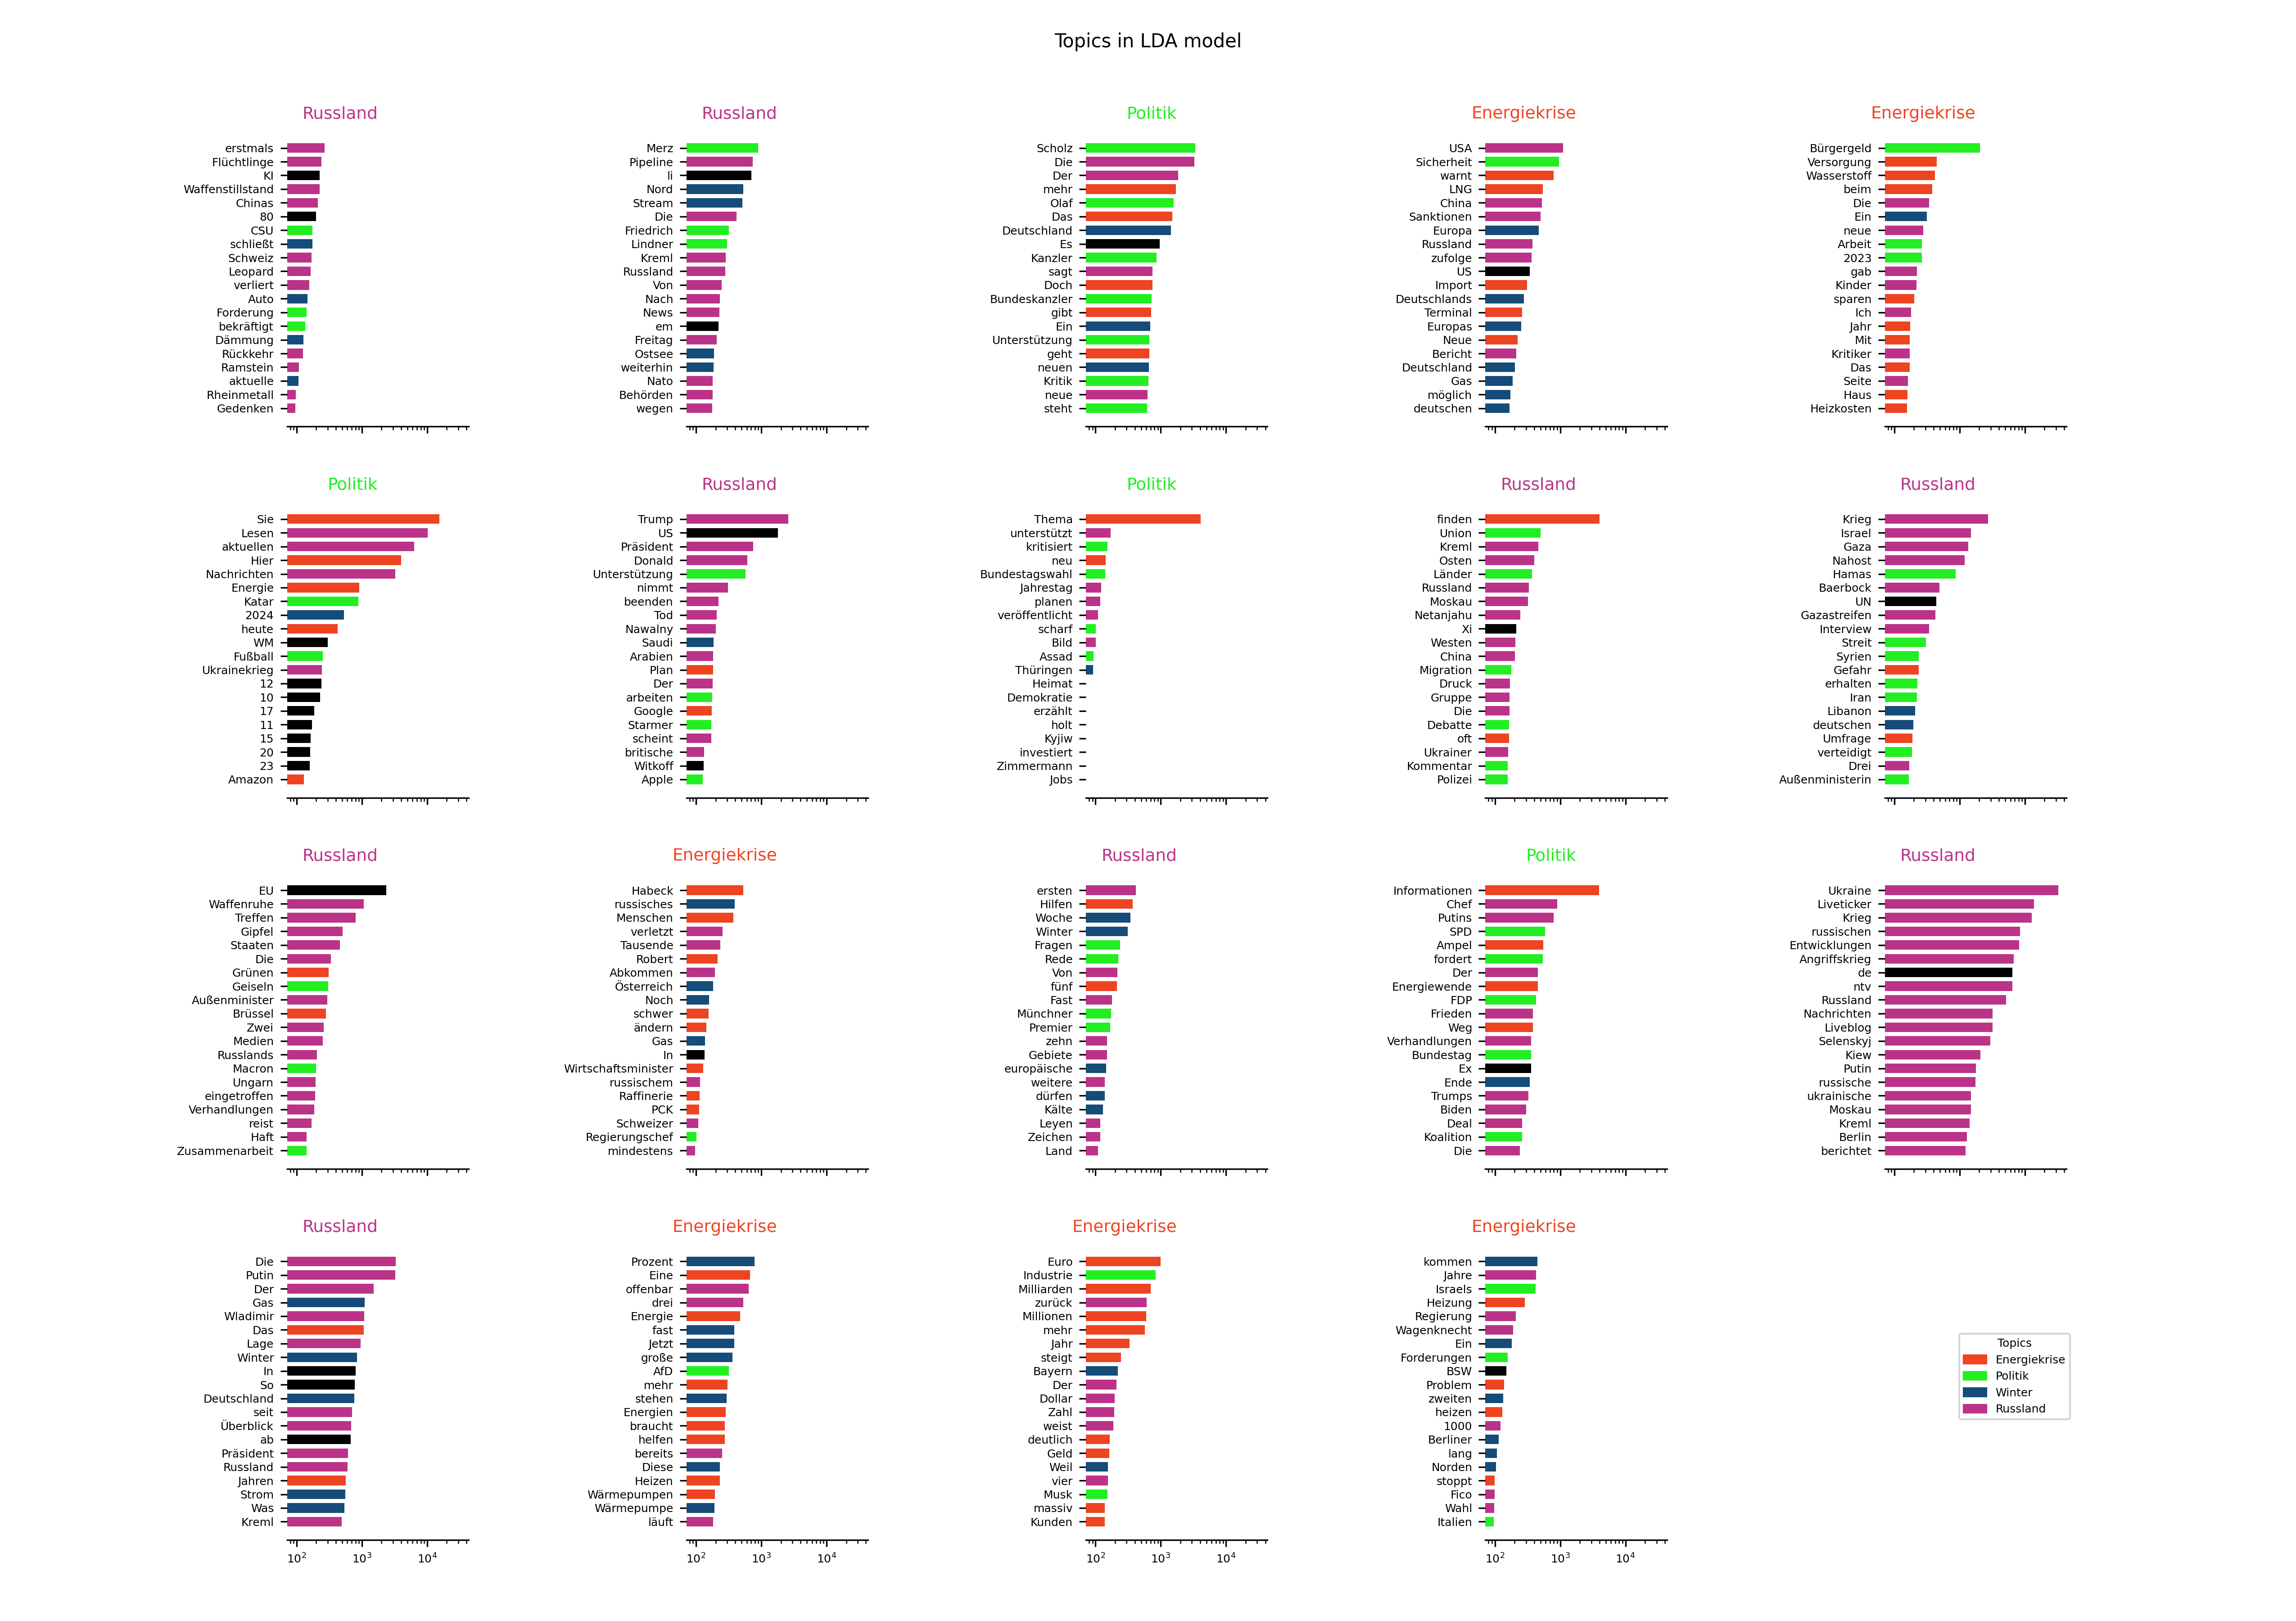 Topics in LDA model
Russland
erstmals
Flüchtlinge
KI
Waffenstillstand
Chinas
80
CSU
schließt
Schweiz
Leopard
verliert
Auto
Forderung
bekräftigt
Dämmung
Rückkehr
Ramstein
aktuelle
Rheinmetall
Gedenken
Russland
Merz
Pipeline
li
Nord
Stream
Die
Friedrich
Lindner
Kreml
Russland
Von
Nach
News
em
Freitag
Ostsee
weiterhin
Nato
Behörden
wegen
Politik
Scholz
Die
Der
mehr
Olaf
Das
Deutschland
Es
Kanzler
sagt
Doch
Bundeskanzler
gibt
Ein
Unterstützung
geht
neuen
Kritik
neue
steht
Energiekrise
USA
Sicherheit
warnt
LNG
China
Sanktionen
Europa
Russland
zufolge
US
Import
Deutschlands
Terminal
Europas
Neue
Bericht
Deutschland
Gas
möglich
deutschen
Energiekrise
Bürgergeld
Versorgung
Wasserstoff
beim
Die
Ein
neue
Arbeit
2023
gab
Kinder
sparen
Ich
Jahr
Mit
Kritiker
Das
Seite
Haus
Heizkosten
Politik
Sie
Lesen
aktuellen
Hier
Nachrichten
Energie
Katar
2024
heute
WM
Fußball
Ukrainekrieg
12
10
17
11
15
20
23
Amazon
Russland
Trump
US
Präsident
Donald
Unterstützung
nimmt
beenden
Tod
Nawalny
Saudi
Arabien
Plan
Der
arbeiten
Google
Starmer
scheint
britische
Witkoff
Apple
Politik
Thema
unterstützt
kritisiert
neu
Bundestagswahl
Jahrestag
planen
veröffentlicht
scharf
Bild
Assad
Thüringen
Heimat
Demokratie
erzählt
holt
Kyjiw
investiert
Zimmermann
Jobs
Russland
finden
Union
Kreml
Osten
Länder
Russland
Moskau
Netanjahu
Xi
Westen
China
Migration
Druck
Gruppe
Die
Debatte
oft
Ukrainer
Kommentar
Polizei
Russland
Krieg
Israel
Gaza
Nahost
Hamas
Baerbock
UN
Gazastreifen
Interview
Streit
Syrien
Gefahr
erhalten
Iran
Libanon
deutschen
Umfrage
verteidigt
Drei
Außenministerin
Russland
EU
Waffenruhe
Treffen
Gipfel
Staaten
Die
Grünen
Geiseln
Außenminister
Brüssel
Zwei
Medien
Russlands
Macron
Ungarn
eingetroffen
Verhandlungen
reist
Haft
Zusammenarbeit
Energiekrise
Habeck
russisches
Menschen
verletzt
Tausende
Robert
Abkommen
Österreich
Noch
schwer
ändern
Gas
In
Wirtschaftsminister
russischem
Raffinerie
PCK
Schweizer
Regierungschef
mindestens
Russland
ersten
Hilfen
Woche
Winter
Fragen
Rede
Von
fünf
Fast
Münchner
Premier
zehn
Gebiete
europäische
weitere
dürfen
Kälte
Leyen
Zeichen
Land
Politik
Informationen
Chef
Putins
SPD
Ampel
fordert
Der
Energiewende
FDP
Frieden
Weg
Verhandlungen
Bundestag
Ex
Ende
Trumps
Biden
Deal
Koalition
Die
Russland
Ukraine
Liveticker
Krieg
russischen
Entwicklungen
Angriffskrieg
de
ntv
Russland
Nachrichten
Liveblog
Selenskyj
Kiew
Putin
russische
ukrainische
Moskau
Kreml
Berlin
berichtet
Russland
Die
Putin
Der
Gas
Wladimir
Das
Lage
Winter
In
So
Deutschland
seit
Überblick
ab
Präsident
Russland
Jahren
Strom
Was
Kreml
10² 10³ 10⁴
Energiekrise
Prozent
Eine
offenbar
drei
Energie
fast
Jetzt
große
AfD
mehr
stehen
Energien
braucht
helfen
bereits
Diese
Heizen
Wärmepumpen
Wärmepumpe
läuft
10² 10³ 10⁴
Energiekrise
Euro
Industrie
Milliarden
zurück
Millionen
mehr
Jahr
steigt
Bayern
Der
Dollar
Zahl
weist
deutlich
Geld
Weil
vier
Musk
massiv
Kunden
10² 10³ 10⁴
Energiekrise
kommen
Jahre
Israels
Heizung
Regierung
Wagenknecht
Ein
Forderungen
BSW
Problem
zweiten
heizen
1000
Berliner
lang
Norden
stoppt
Fico
Wahl
Italien
10² 10³ 10⁴
Topics
Energiekrise
Politik
Winter
Russland